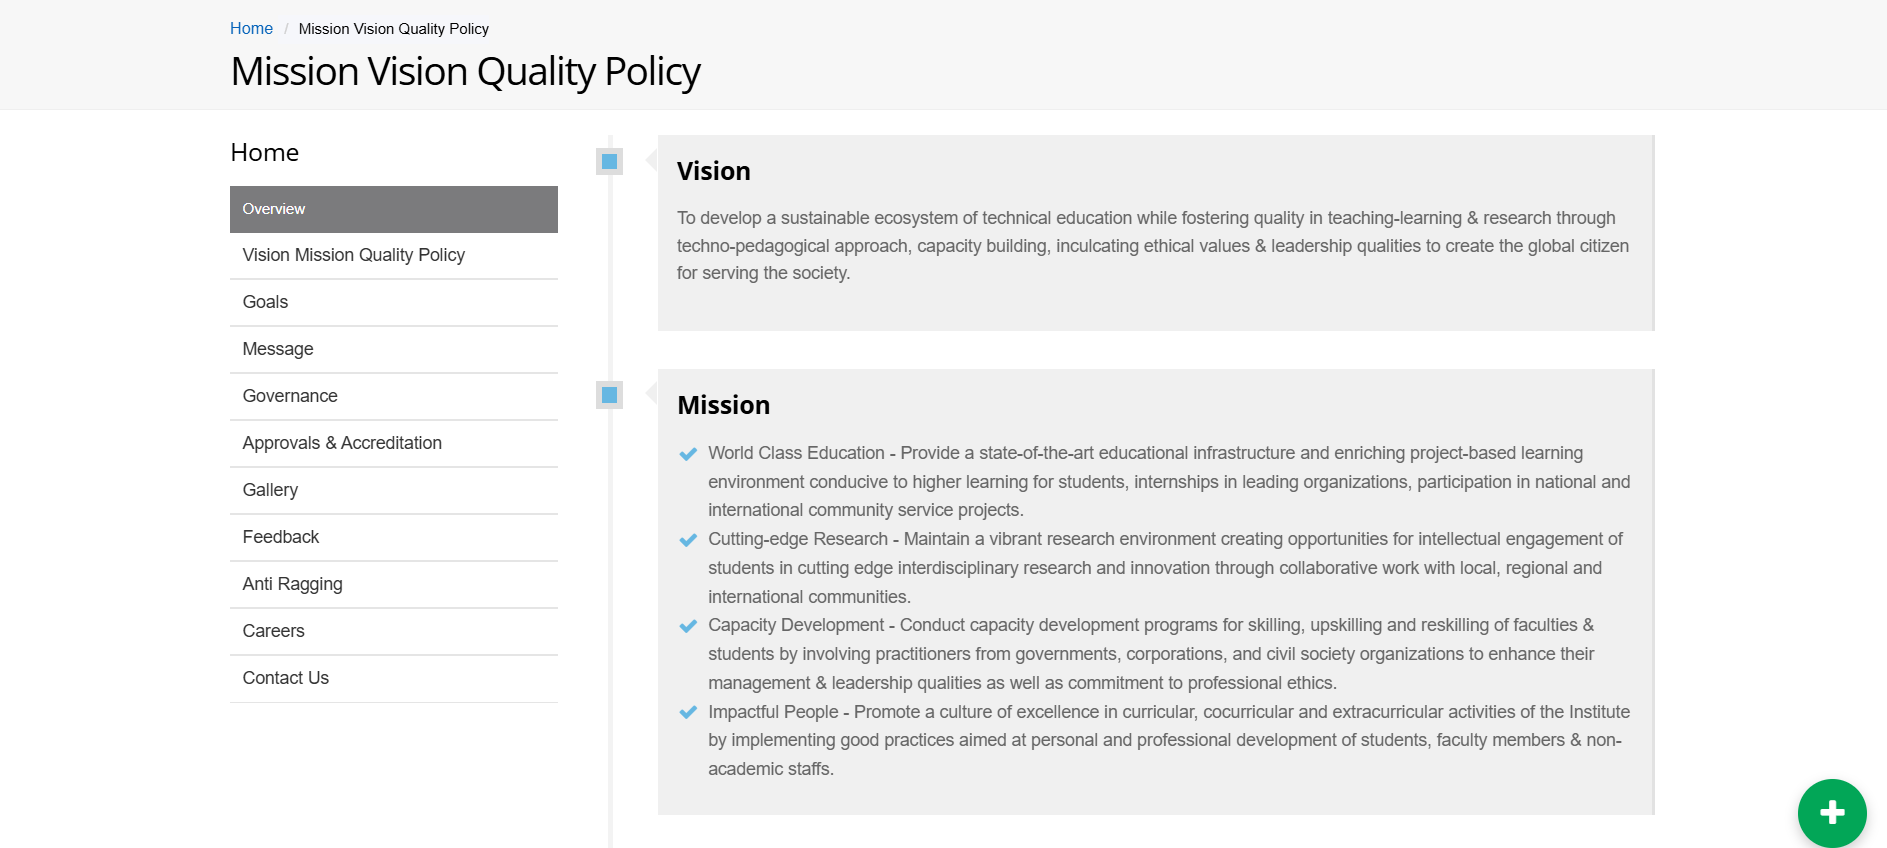 Home / Mission Vision Quality Policy
Mission Vision Quality Policy
Home
Overview
Vision Mission Quality Policy
Goals
Message
Governance
Approvals & Accreditation
Gallery
Feedback
Anti Ragging
Careers
Contact Us
Vision
To develop a sustainable ecosystem of technical education while fostering quality in teaching-learning & research through
techno-pedagogical approach, capacity building, inculcating ethical values & leadership qualities to create the global citizen
for serving the society.
Mission
World Class Education - Provide a state-of-the-art educational infrastructure and enriching project-based learning
environment conducive to higher learning for students, internships in leading organizations, participation in national and
international community service projects.
Cutting-edge Research - Maintain a vibrant research environment creating opportunities for intellectual engagement of
students in cutting edge interdisciplinary research and innovation through collaborative work with local, regional and
international communities.
Capacity Development - Conduct capacity development programs for skilling, upskilling and reskilling of faculties &
students by involving practitioners from governments, corporations, and civil society organizations to enhance their
management & leadership qualities as well as commitment to professional ethics.
Impactful People - Promote a culture of excellence in curricular, cocurricular and extracurricular activities of the Institute
by implementing good practices aimed at personal and professional development of students, faculty members & non-
academic staffs.